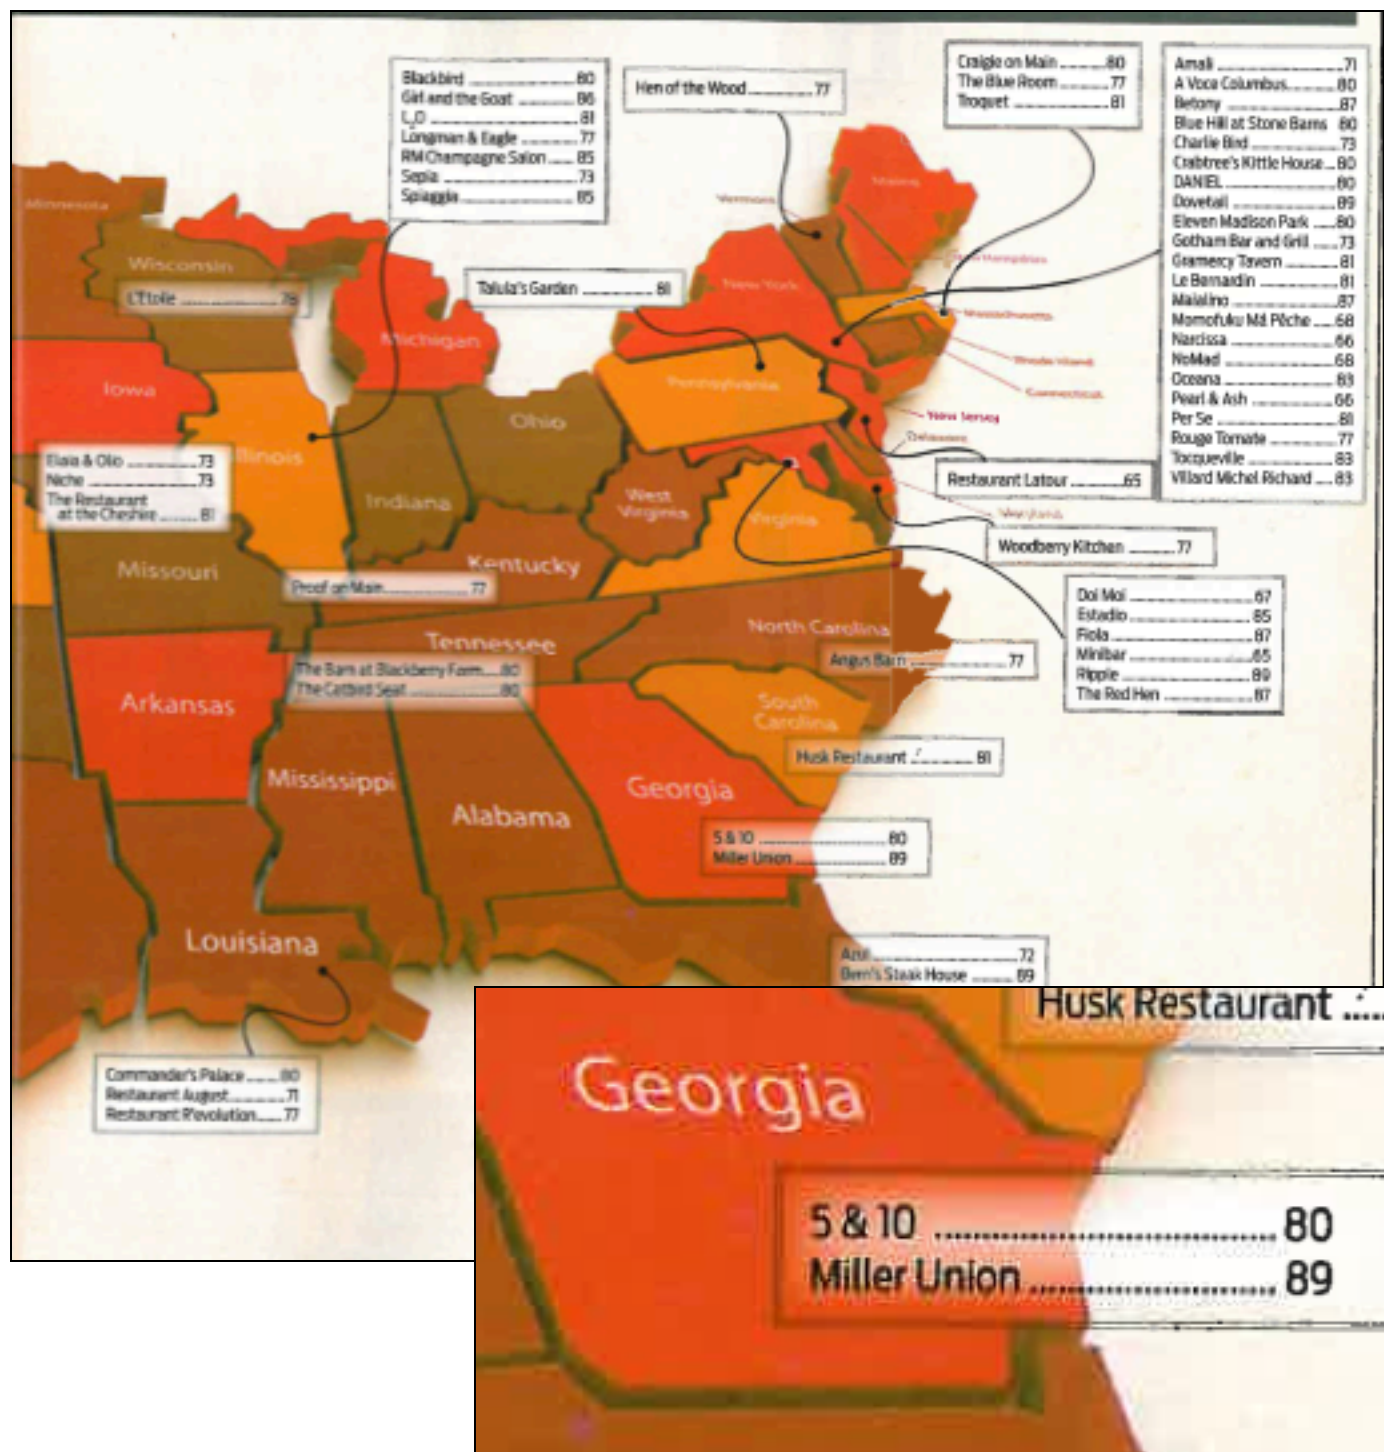 Blackbird 80
Girl and the Goat 86
L2O 81
Longman & Eagle 77
RM Champagne Salon 85
Sepia 73
Spiaggia 85
Hen of the Wood 77
Craigie on Main 80
The Blue Room 77
Troquet 81
Amali 71
A Voce Columbus 80
Betony 87
Blue Hill at Stone Barns 80
Charlie Bird 73
Crabtree's Kittle House 80
DANIEL 80
Dovetail 89
Eleven Madison Park 80
Gotham Bar and Grill 73
Gramercy Tavern 81
Le Bernardin 81
Maialino 87
Momofuku Má Pêche 68
Narcissa 66
NoMad 68
Oceana 83
Pearl & Ash 66
Per Se 81
Rouge Tomate 77
Tocqueville 83
Villard Michel Richard 83
Maine
Minnesota
Vermont
Wisconsin
New Hampshire
L'Etoile 78
Talula's Garden 81
New York
Massachusetts
Michigan
Rhode Island
Iowa
Pennsylvania
Connecticut
Ohio
New Jersey
Delaware
Illinois
Elaia & Olio 73
Niche 73
The Restaurant
at the Cheshire 81
Restaurant Latour 65
Indiana
West
Virginia
Virginia
Maryland
Woodberry Kitchen 77
Missouri
Kentucky
Proof on Main 77
Doi Moi 67
Estadio 85
Fiola 87
Minibar 65
Ripple 89
The Red Hen 87
Tennessee
North Carolina
The Barn at Blackberry Farm 80
The Catbird Seat 80
Angus Barn 77
Arkansas
South
Carolina
Husk Restaurant 81
Mississippi
Alabama
Georgia
5 & 10 80
Miller Union 89
Louisiana
Azul 72
Bern's Steak House 89
Commander's Palace 80
Restaurant August 71
Restaurant R'evolution 77
Husk Restaurant
Georgia
5 & 10 80
Miller Union 89